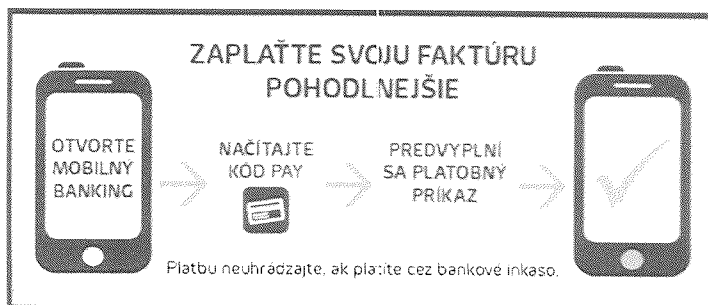 ZAPLAŤTE SVOJU FAKTÚRU
POHODLNEJŠIE
OTVORTE
MOBILNÝ
BANKING
NAČÍTAJTE
KÓD PAY
PREDVYPLNÍ
SA PLATOBNÝ
PRÍKAZ
Platbu neuhrádzajte, ak platíte cez bankové inkaso.